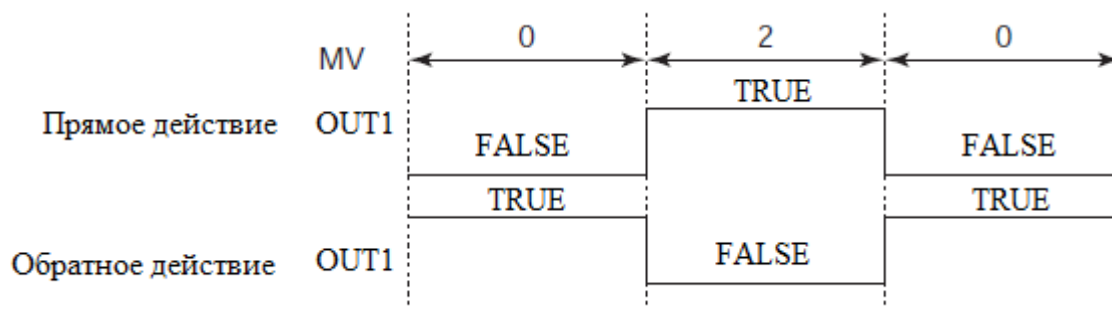 MV 0 2 0
TRUE
Прямое действие OUT1
FALSE FALSE
TRUE TRUE
Обратное действие OUT1 FALSE